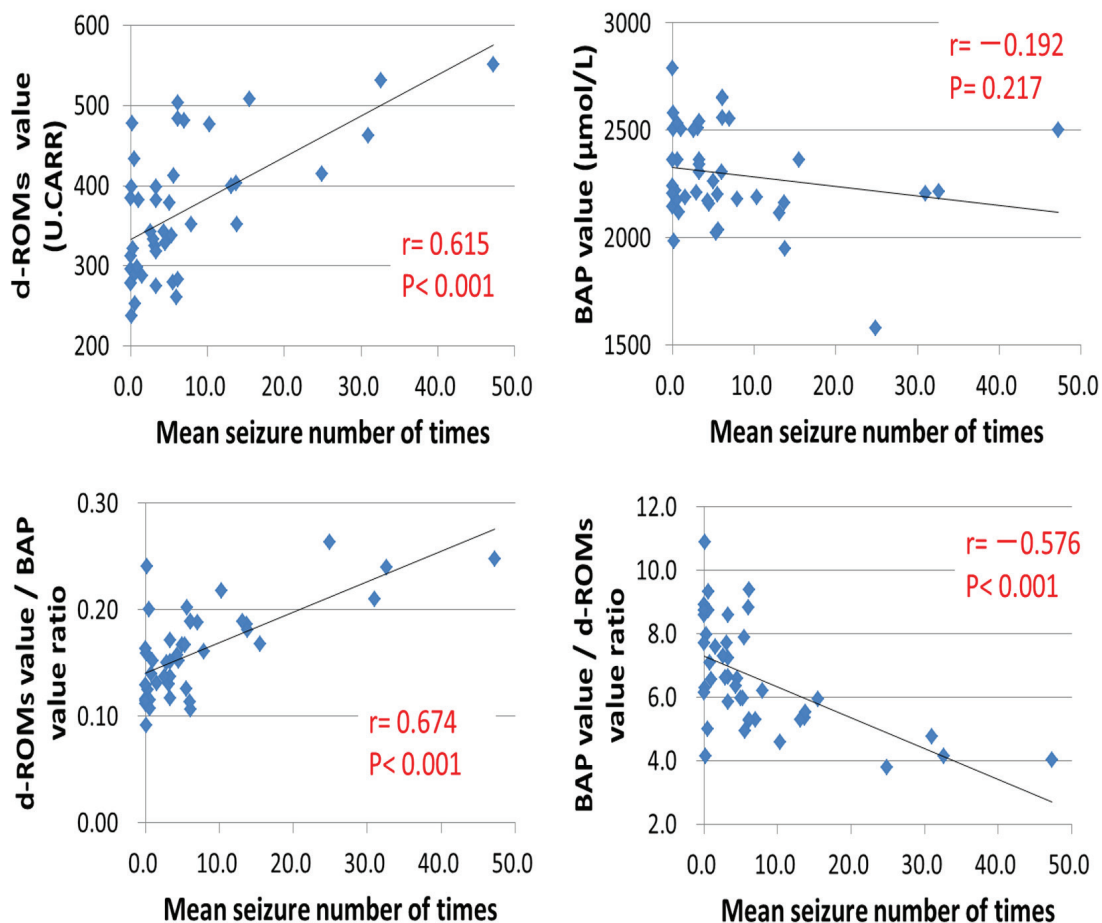 d-ROMs value
(U.CARR)
600
500
400
300
200
r= 0.615
P< 0.001
0.0 10.0 20.0 30.0 40.0 50.0
Mean seizure number of times
BAP value (μmol/L)
3000
2500
2000
1500
r= －0.192
P= 0.217
0.0 10.0 20.0 30.0 40.0 50.0
Mean seizure number of times
d-ROMs value / BAP
value ratio
0.30
0.20
0.10
0.00
r= 0.674
P< 0.001
0.0 10.0 20.0 30.0 40.0 50.0
Mean seizure number of times
BAP value / d-ROMs
value ratio
12.0
10.0
8.0
6.0
4.0
2.0
r= －0.576
P< 0.001
0.0 10.0 20.0 30.0 40.0 50.0
Mean seizure number of times